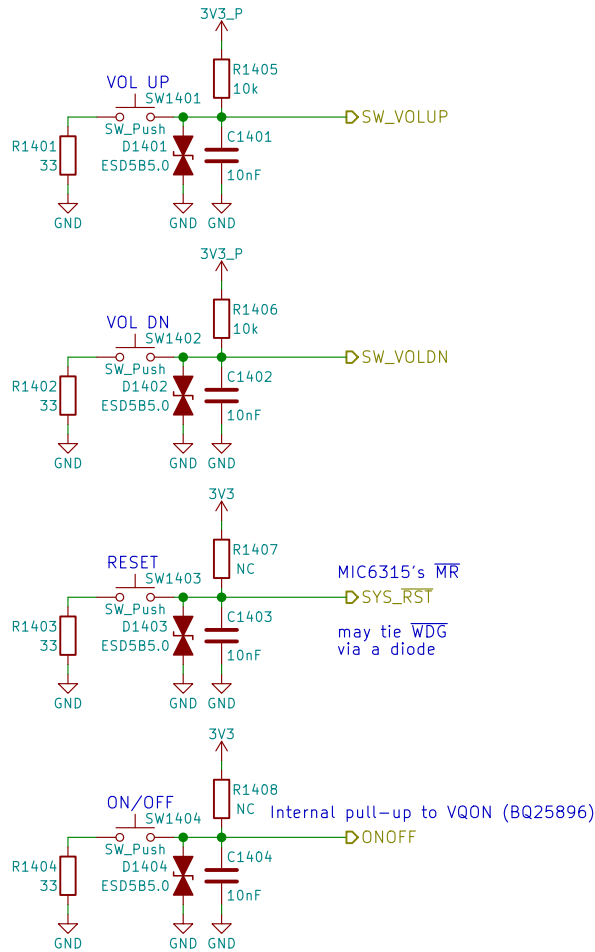 3V3_P
R1405
10k
VOL UP
SW1401
SW_Push
SW_VOLUP
R1401
33
D1401
ESD5B5.0
C1401
10nF
GND
GND
GND
3V3_P
R1406
10k
VOL DN
SW1402
SW_Push
SW_VOLDN
R1402
33
D1402
ESD5B5.0
C1402
10nF
GND
GND
GND
3V3
R1407
NC
RESET
SW1403
SW_Push
MIC6315's M̅R̅
SYS_R̅S̅T̅
may tie W̅D̅G̅
via a diode
R1403
33
D1403
ESD5B5.0
C1403
10nF
GND
GND
GND
3V3
R1408
NC
ON/OFF
SW1404
SW_Push
Internal pull-up to VQON (BQ25896)
ONOFF
R1404
33
D1404
ESD5B5.0
C1404
10nF
GND
GND
GND